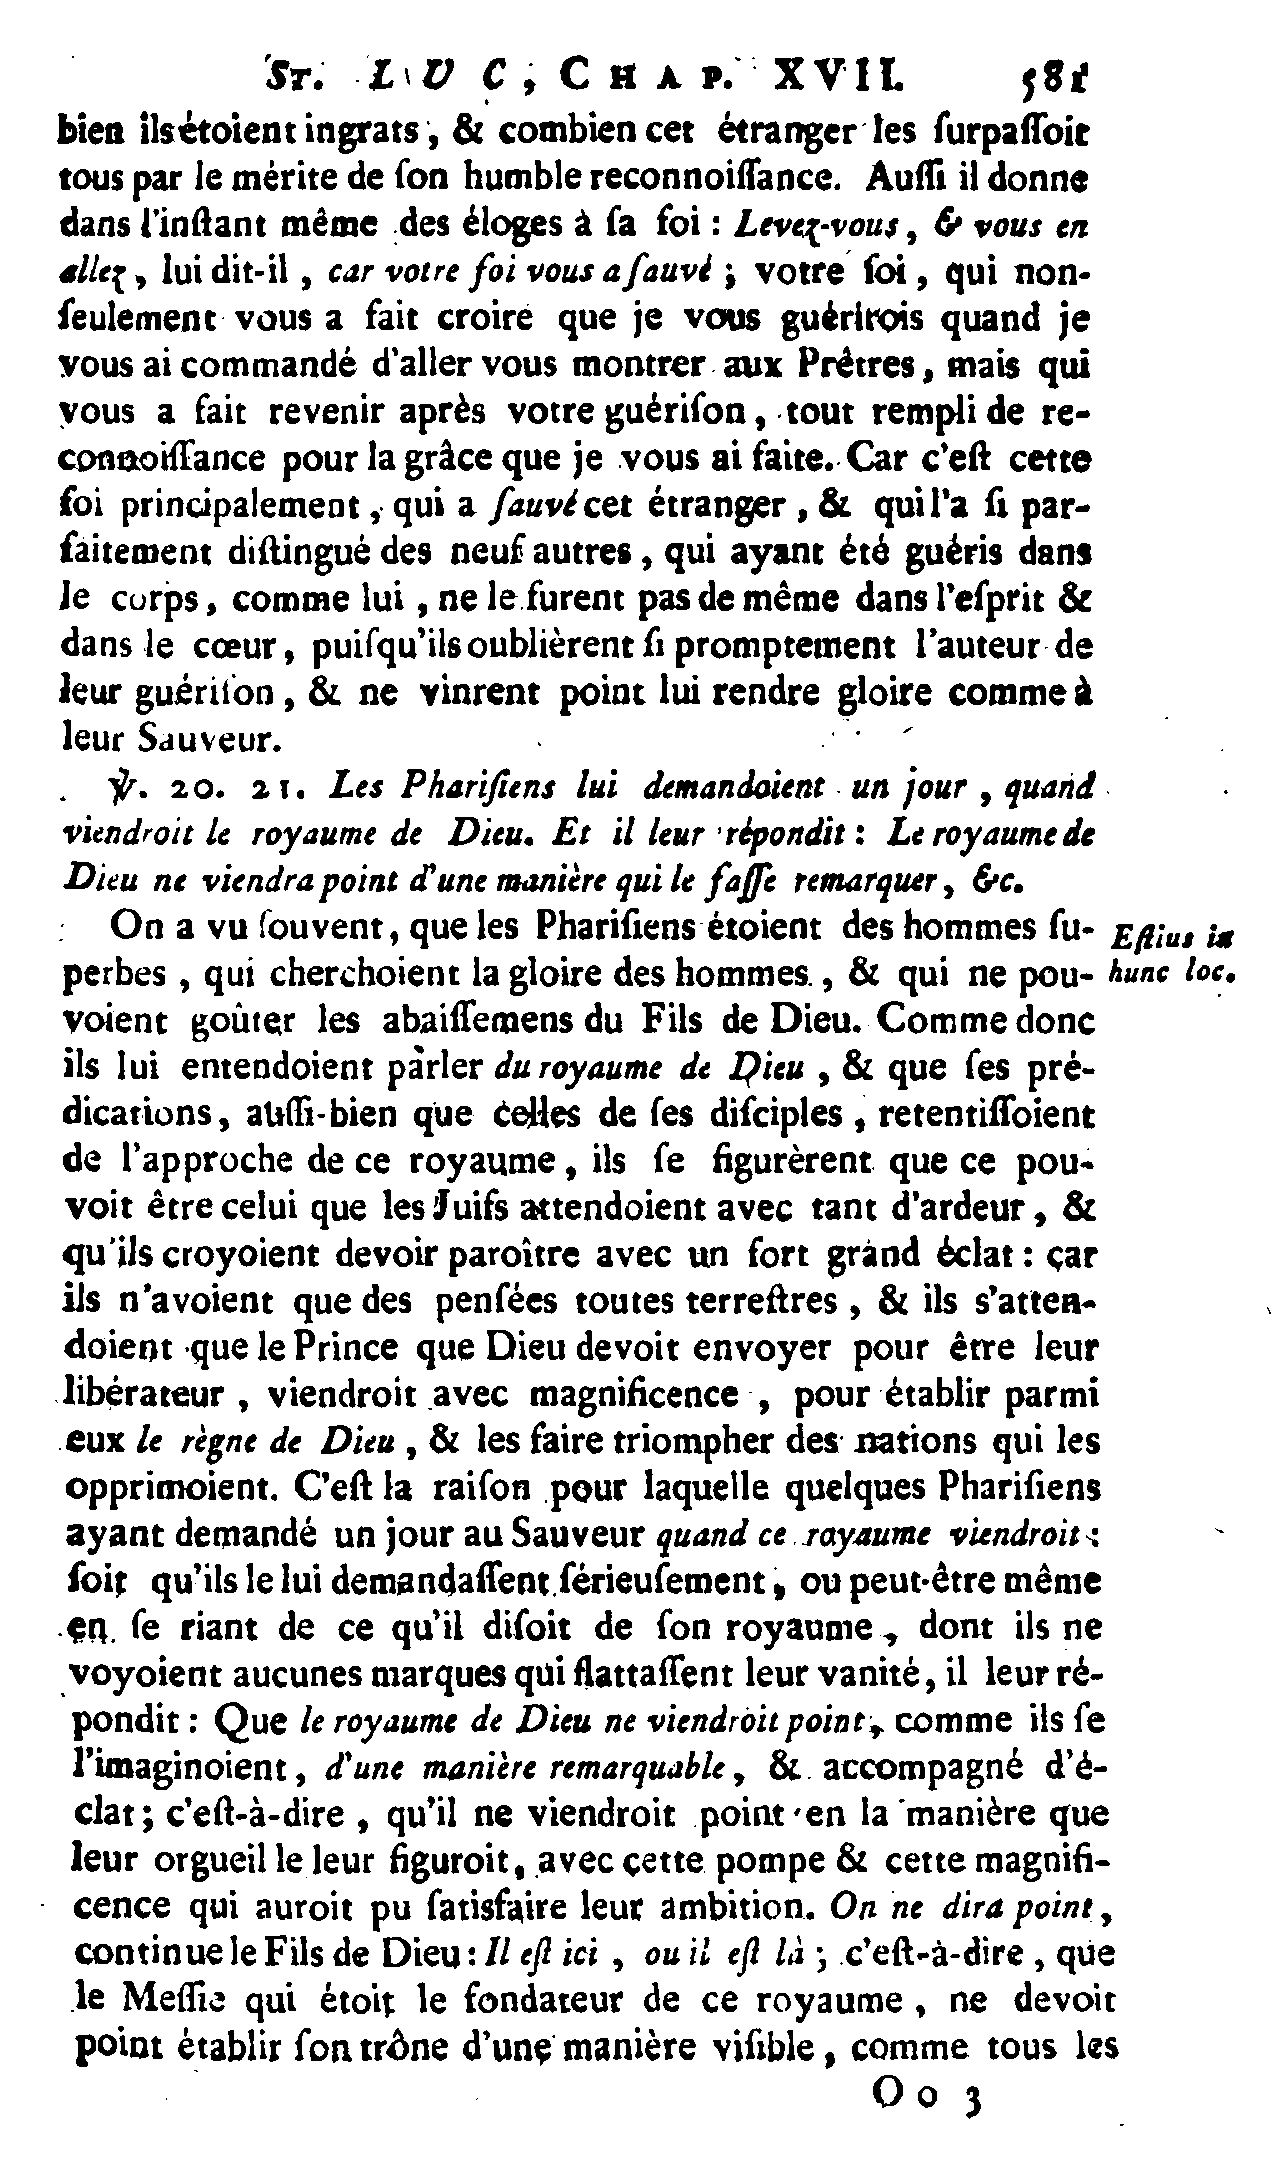 ST. LUC, CHAP. XVII. 581
bien ils étoient ingrats, & combien cet étranger les ſurpaſſoit
tous par le mérite de ſon humble reconnoiſſance. Auſſi il donne
dans l'inſtant même des éloges à ſa foi : Levez-vous, & vous en
allez, lui dit-il, car votre foi vous a ſauvé ; votre foi, qui non-
ſeulement vous a fait croire que je vous guérirois quand je
vous ai commandé d'aller vous montrer aux Prêtres, mais qui
vous a fait revenir après votre guériſon, tout rempli de re-
connoiſſance pour la grâce que je vous ai faite. Car c'eſt cette
foi principalement, qui a ſauvé cet étranger, & qui l'a ſi par-
faitement diſtingué des neuf autres, qui ayant été guéris dans
le corps, comme lui, ne le furent pas de même dans l'eſprit &
dans le cœur, puiſqu'ils oublièrent ſi promptement l'auteur de
leur guériſon, & ne vinrent point lui rendre gloire comme à
leur Sauveur.
℣. 20. 21. Les Phariſiens lui demandoient un jour, quand
viendroit le royaume de Dieu. Et il leur répondit : Le royaume de
Dieu ne viendra point d'une manière qui le faſſe remarquer, &c.
On a vu ſouvent, que les Phariſiens étoient des hommes ſu-
perbes, qui cherchoient la gloire des hommes, & qui ne pou-
voient goûter les abaiſſemens du Fils de Dieu. Comme donc
ils lui entendoient parler du royaume de Dieu, & que ſes pré-
dications, auſſi-bien que celles de ſes diſciples, retentiſſoient
de l'approche de ce royaume, ils ſe figurèrent que ce pou-
voit être celui que les Juifs attendoient avec tant d'ardeur, &
qu'ils croyoient devoir paroître avec un fort grand éclat : car
ils n'avoient que des penſées toutes terreſtres, & ils s'atten-
doient que le Prince que Dieu devoit envoyer pour être leur
libérateur, viendroit avec magnificence, pour établir parmi
eux le règne de Dieu, & les faire triompher des nations qui les
opprimoient. C'eſt la raiſon pour laquelle quelques Phariſiens
ayant demandé un jour au Sauveur quand ce royaume viendroit :
ſoit qu'ils le lui demandaſſent ſérieuſement, ou peut-être même
en ſe riant de ce qu'il diſoit de ſon royaume, dont ils ne
voyoient aucunes marques qui flattaſſent leur vanité, il leur ré-
pondit : Que le royaume de Dieu ne viendroit point, comme ils ſe
l'imaginoient, d'une manière remarquable, & accompagné d'é-
clat ; c'eſt-à-dire, qu'il ne viendroit point en la manière que
leur orgueil le leur figuroit, avec cette pompe & cette magnifi-
cence qui auroit pu ſatisfaire leur ambition. On ne dira point,
continue le Fils de Dieu : Il eſt ici, ou il eſt là ; c'eſt-à-dire, que
le Meſſie qui étoit le fondateur de ce royaume, ne devoit
point établir ſon trône d'une manière viſible, comme tous les
Oo 3
Eſtius in
hunc loc.